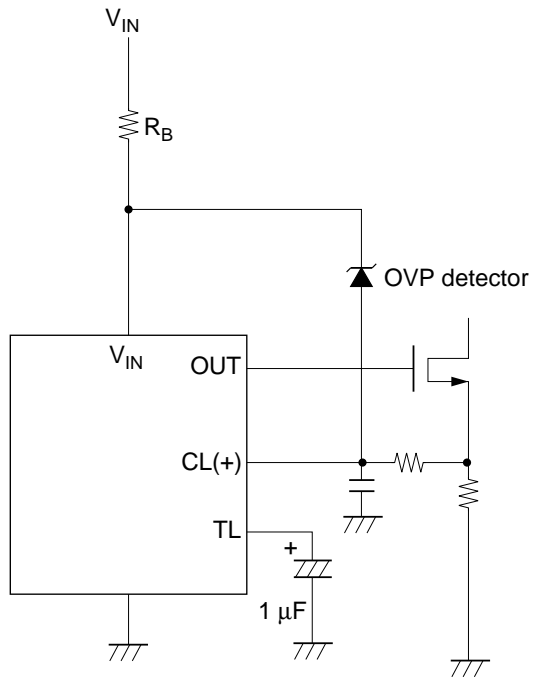 V_IN
R_B
OVP detector
V_IN
OUT
CL(+)
TL
+
1 μF